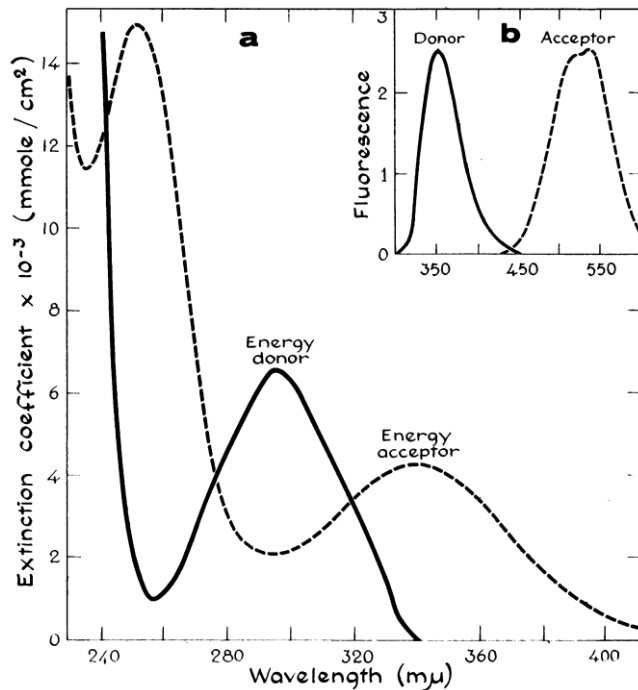 a
Extinction coefficient x 10⁻³ (mmole/cm²)
14
12
10
8
6
4
2
0
240
280
320
360
400
Wavelength (mµ)
Energy
donor
Energy
acceptor
b
Donor
Acceptor
Fluorescence
3
2
1
0
350
450
550